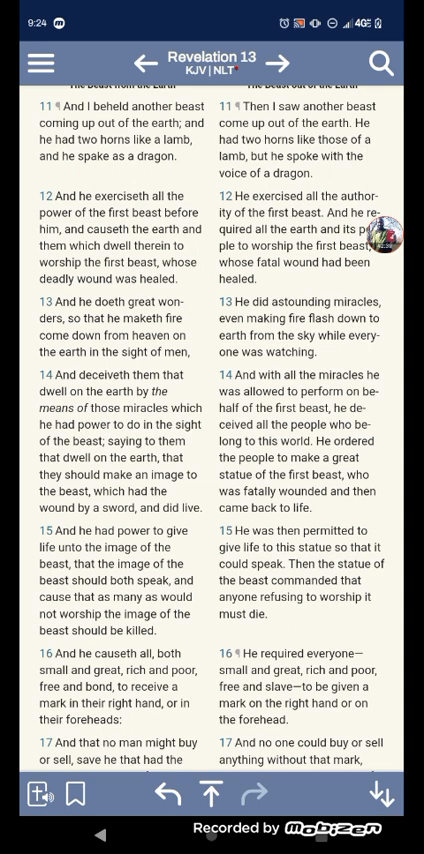 9:24
4G
Revelation 13
KJV | NLT*
The Beast from the Earth
11 ¶ And I beheld another beast
coming up out of the earth; and
he had two horns like a lamb,
and he spake as a dragon.
12 And he exerciseth all the
power of the first beast before
him, and causeth the earth and
them which dwell therein to
worship the first beast, whose
deadly wound was healed.
13 And he doeth great won-
ders, so that he maketh fire
come down from heaven on
the earth in the sight of men,
14 And deceiveth them that
dwell on the earth by the
means of those miracles which
he had power to do in the sight
of the beast; saying to them
that dwell on the earth, that
they should make an image to
the beast, which had the
wound by a sword, and did live.
15 And he had power to give
life unto the image of the
beast, that the image of the
beast should both speak, and
cause that as many as would
not worship the image of the
beast should be killed.
16 And he causeth all, both
small and great, rich and poor,
free and bond, to receive a
mark in their right hand, or in
their foreheads:
17 And that no man might buy
or sell, save he that had the
The Beast out of the Earth
11 ¶ Then I saw another beast
come up out of the earth. He
had two horns like those of a
lamb, but he spoke with the
voice of a dragon.
12 He exercised all the author-
ity of the first beast. And he re-
quired all the earth and its
ple to worship the first beast,
whose fatal wound had been
healed.
13 He did astounding miracles,
even making fire flash down to
earth from the sky while every-
one was watching.
14 And with all the miracles he
was allowed to perform on be-
half of the first beast, he de-
ceived all the people who be-
long to this world. He ordered
the people to make a great
statue of the first beast, who
was fatally wounded and then
came back to life.
15 He was then permitted to
give life to this statue so that it
could speak. Then the statue of
the beast commanded that
anyone refusing to worship it
must die.
16 ¶ He required everyone—
small and great, rich and poor,
free and slave—to be given a
mark on the right hand or on
the forehead.
17 And no one could buy or sell
anything without that mark,
Recorded by Mobizen